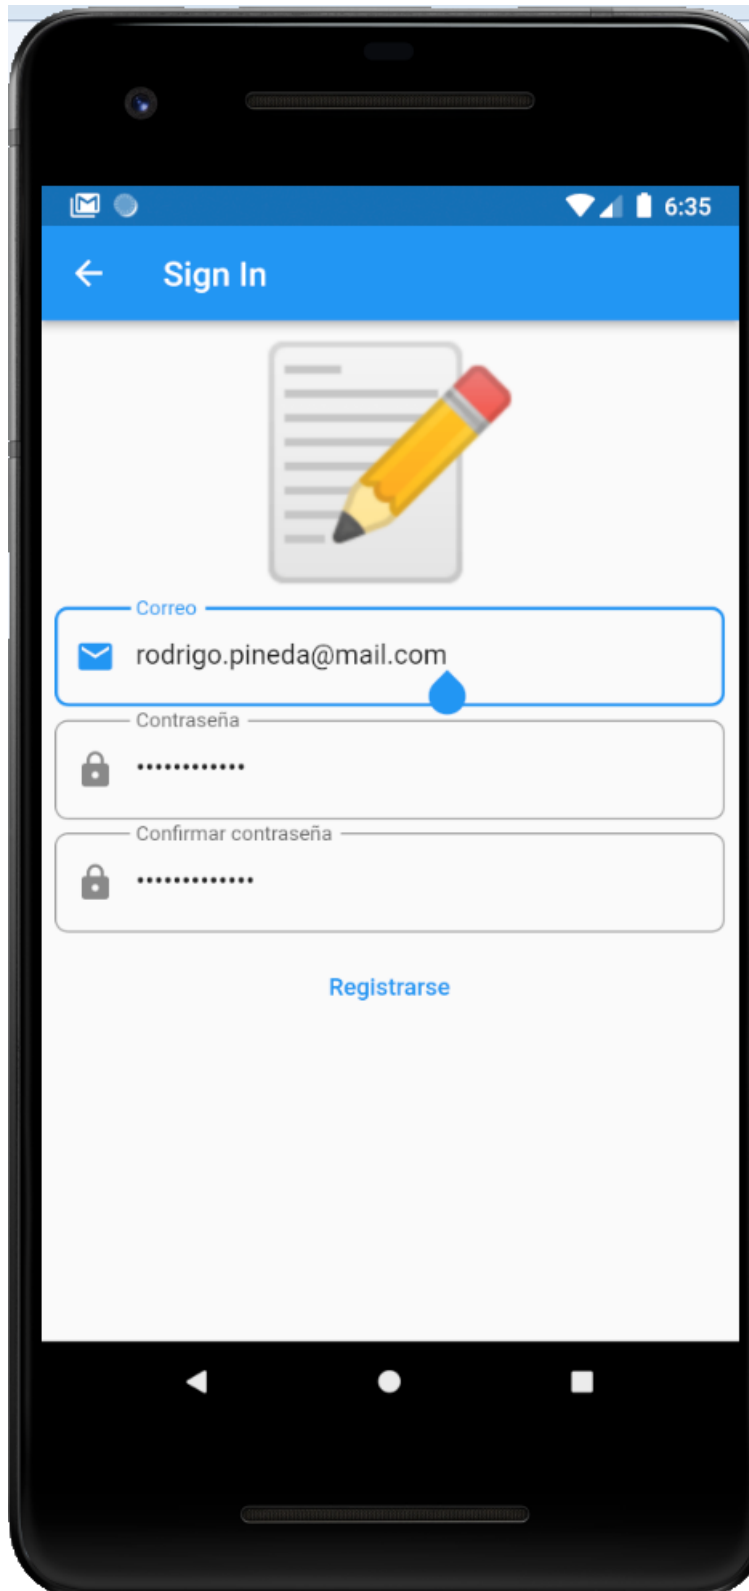 6:35
Sign In
Correo
rodrigo.pineda@mail.com
Contraseña
••••••••••••
Confirmar contraseña
•••••••••••••
Registrarse